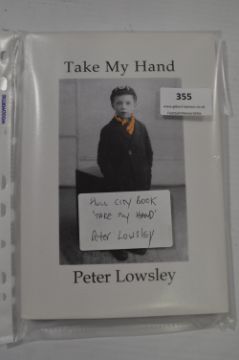 Take My Hand
355
HULL CITY BOOK
'TAKE MY HAND'
Peter Lowsley
Peter Lowsley